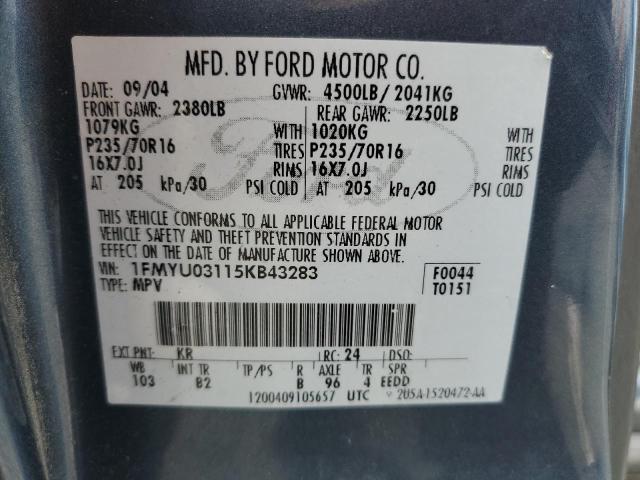 MFD. BY FORD MOTOR CO.
DATE: 09/04 GVWR: 4500LB/ 2041KG
FRONT GAWR: 2380LB REAR GAWR: 2250LB
1079KG WITH 1020KG WITH
P235/70R16 TIRES P235/70R16 TIRES
16X7.0J RIMS 16X7.0J RIMS
AT 205 kPa/30 PSI COLD AT 205 kPa/30 PSI COLD
THIS VEHICLE CONFORMS TO ALL APPLICABLE FEDERAL MOTOR
VEHICLE SAFETY AND THEFT PREVENTION STANDARDS IN
EFFECT ON THE DATE OF MANUFACTURE SHOWN ABOVE.
VIN: 1FMYU03115KB43283 F0044
TYPE: MPV T0151
EXT PNT: KR RC: 24 DSO:
WB INT TR TP/PS R AXLE TR SPR
103 B2 B 96 4 EEDD
1200409105657 UTC 2U5A-1520472-AA
Ford